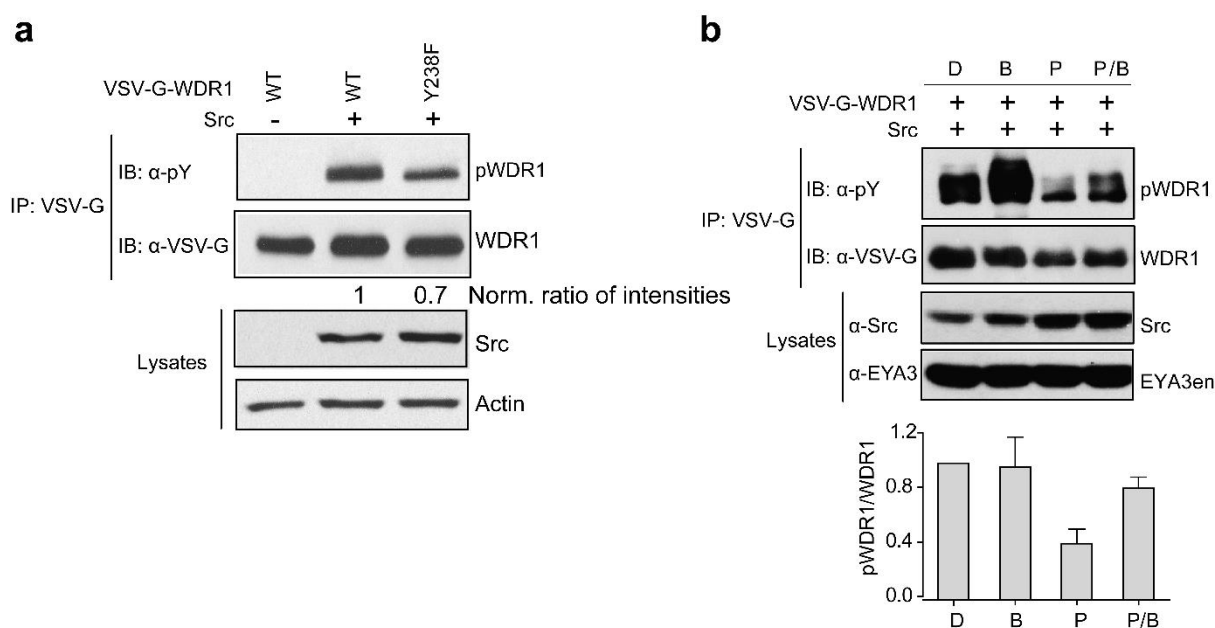 a
VSV-G-WDR1 WT WT Y238F
Src - + +
IP: VSV-G
IB: α-pY pWDR1
IB: α-VSV-G WDR1
1 0.7 Norm. ratio of intensities
Lysates
Src
Actin
b
D B P P/B
VSV-G-WDR1 + + + +
Src + + + +
IP: VSV-G
IB: α-pY pWDR1
IB: α-VSV-G WDR1
Lysates
α-Src Src
α-EYA3 EYA3en
pWDR1/WDR1
1.2
0.8
0.4
0.0
D B P P/B